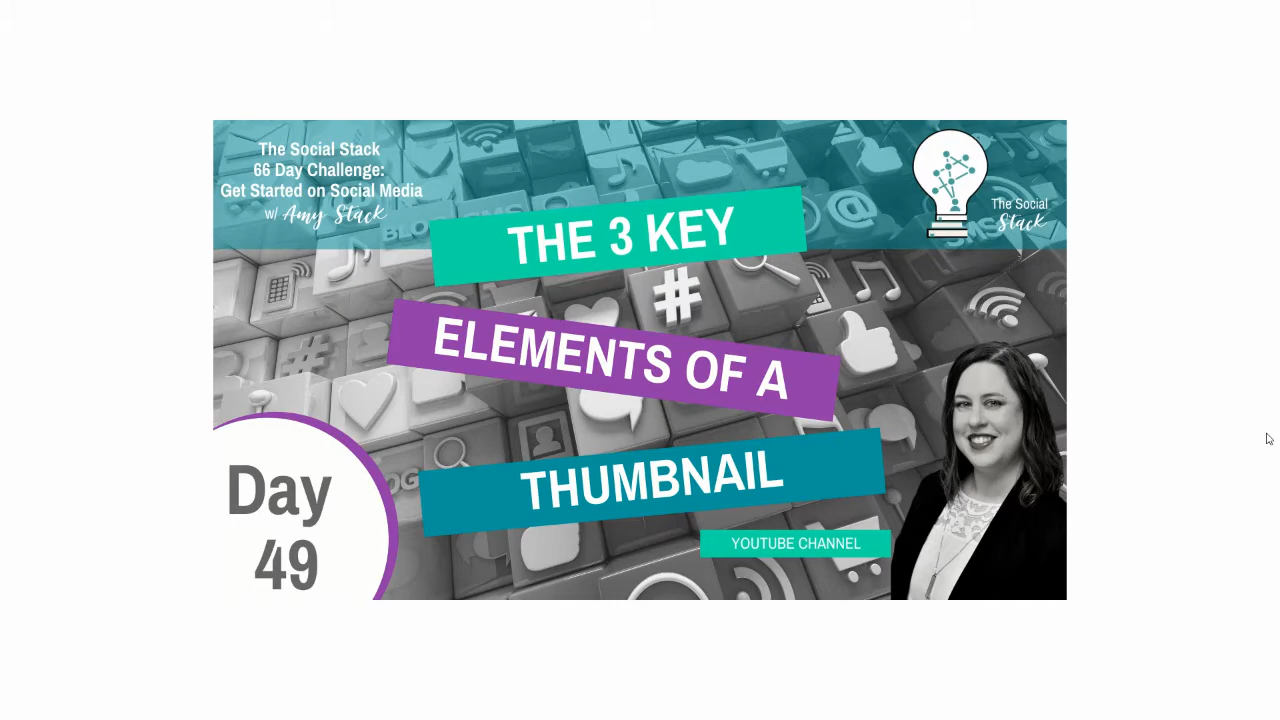 The Social Stack
66 Day Challenge:
Get Started on Social Media
w/ Amy Stack
The Social
Stack
THE 3 KEY
ELEMENTS OF A
THUMBNAIL
YOUTUBE CHANNEL
Day
49